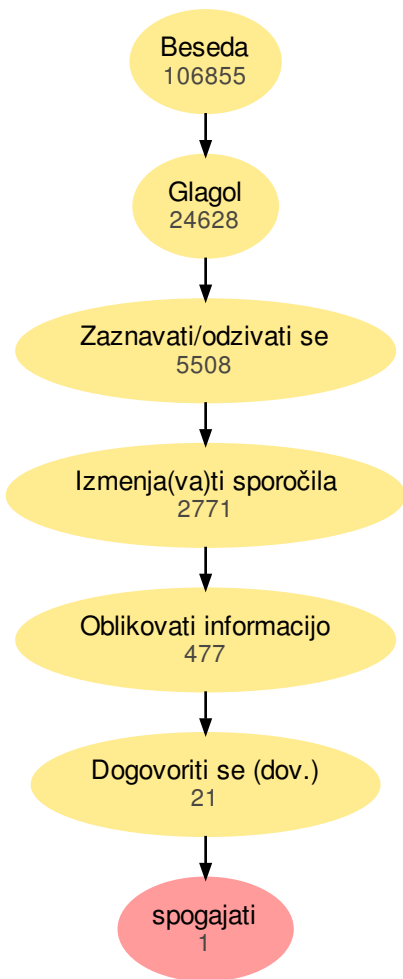 Beseda
106855
Glagol
24628
Zaznavati/odzivati se
5508
Izmenja(va)ti sporočila
2771
Oblikovati informacijo
477
Dogovoriti se (dov.)
21
spogajati
1